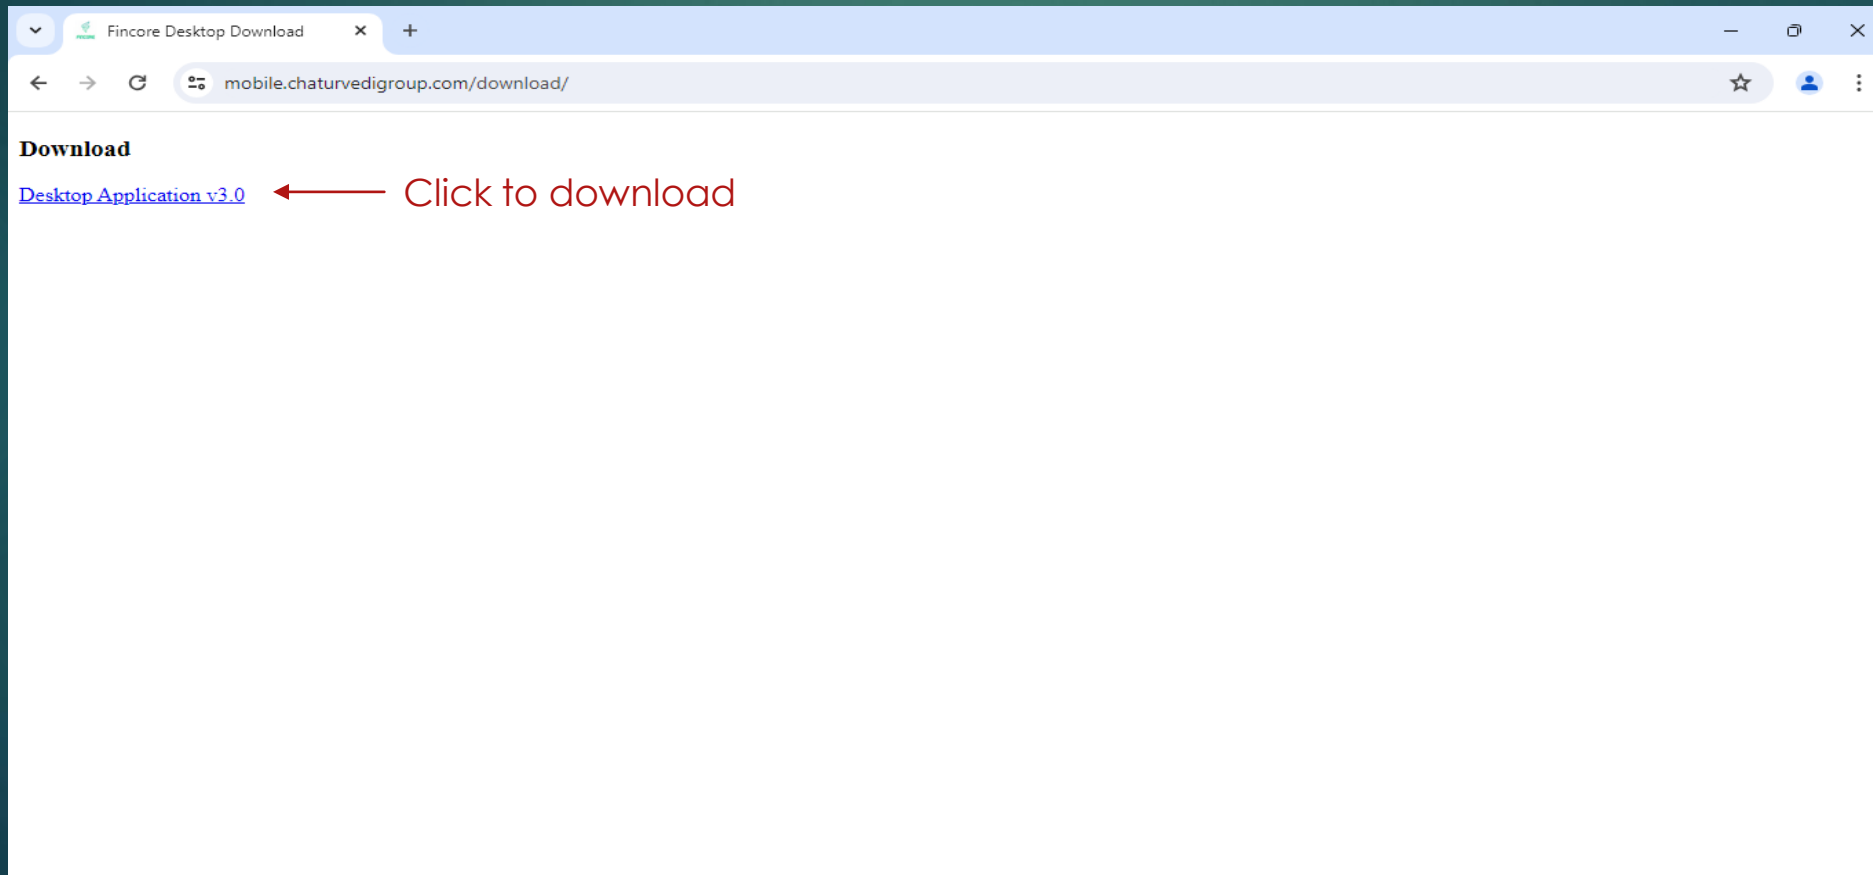 Fincore Desktop Download
mobile.chaturvedigroup.com/download/
Download
Desktop Application v3.0
Click to download